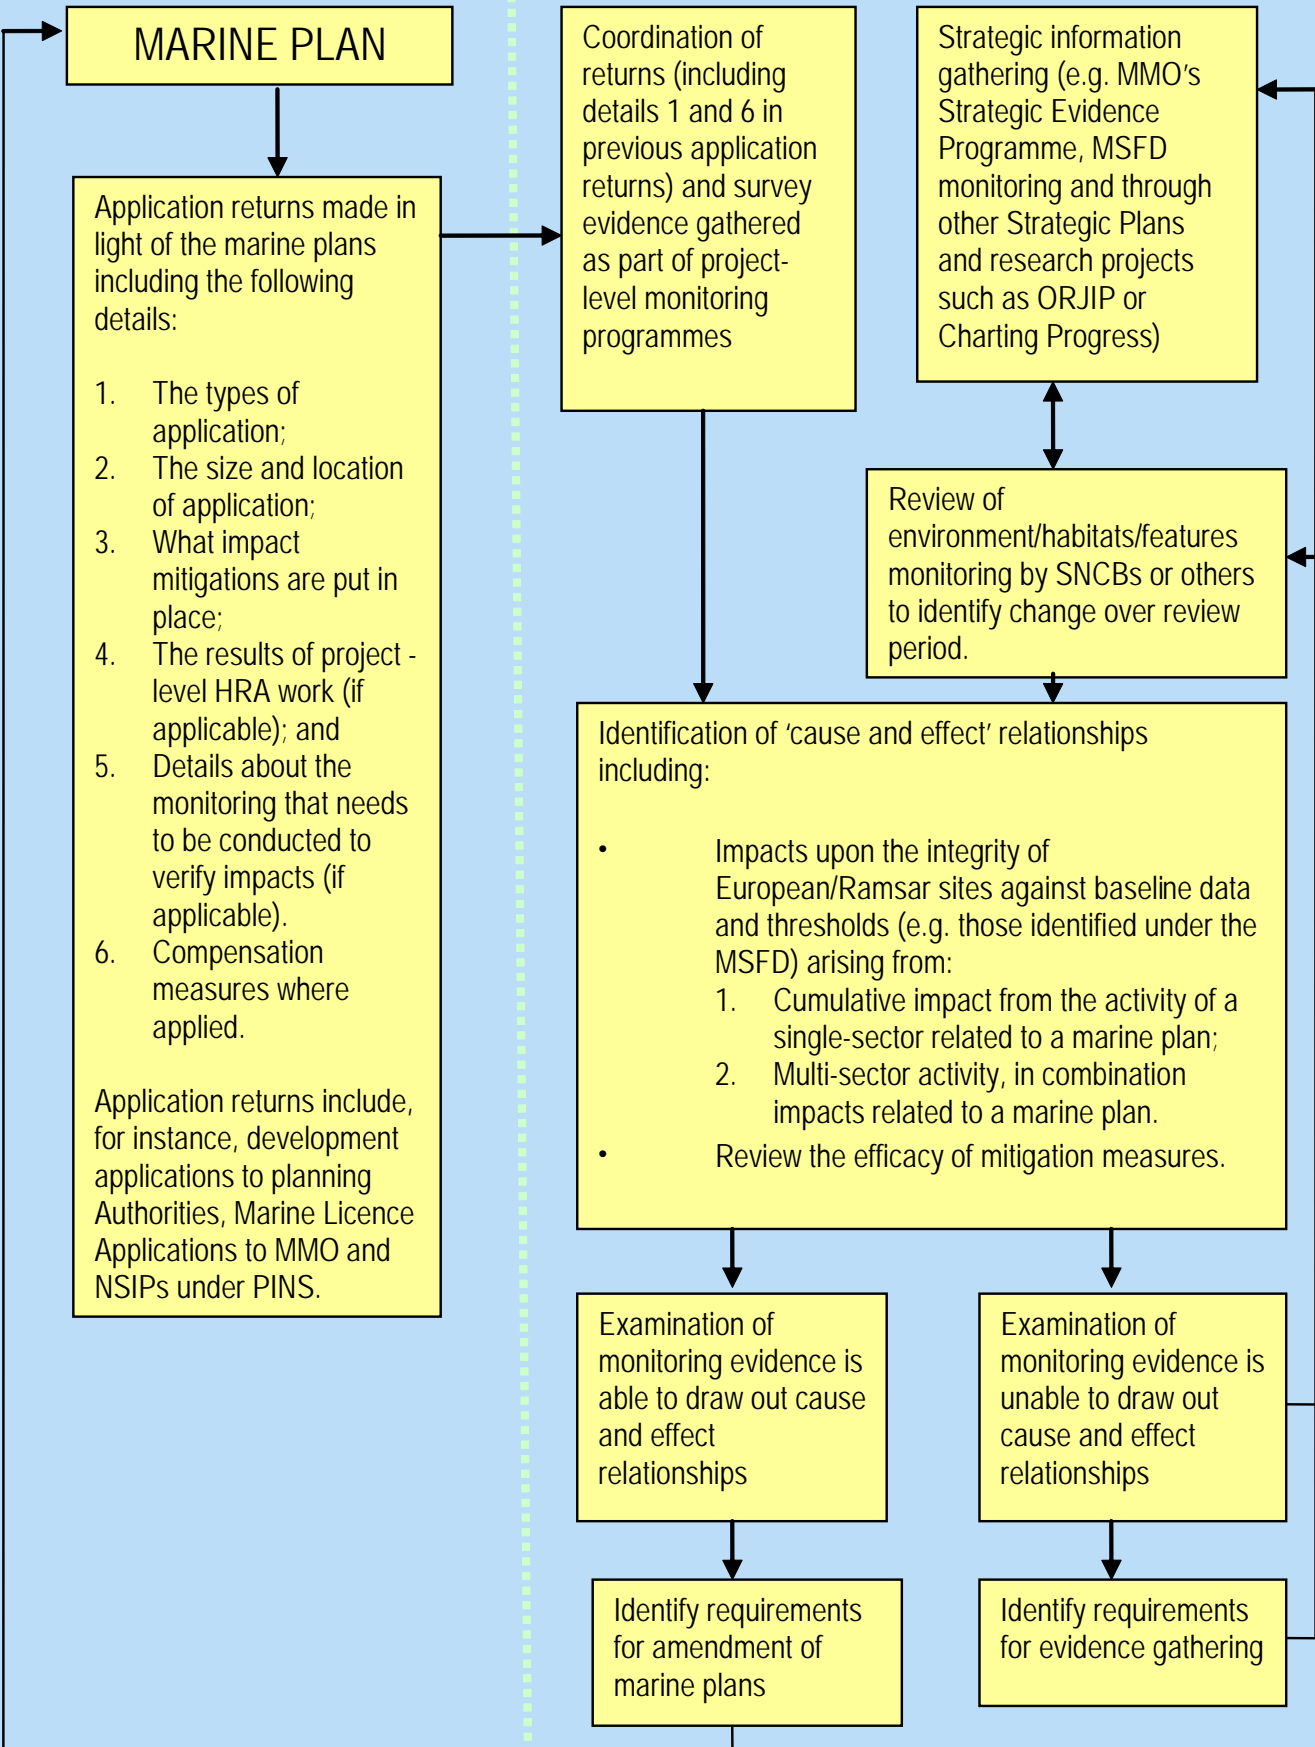 MARINE PLAN
Application returns made in
light of the marine plans
including the following
details:
1. The types of
application;
2. The size and location
of application;
3. What impact
mitigations are put in
place;
4. The results of project -
level HRA work (if
applicable); and
5. Details about the
monitoring that needs
to be conducted to
verify impacts (if
applicable).
6. Compensation
measures where
applied.
Application returns include,
for instance, development
applications to planning
Authorities, Marine Licence
Applications to MMO and
NSIPs under PINS.
Coordination of
returns (including
details 1 and 6 in
previous application
returns) and survey
evidence gathered
as part of project-
level monitoring
programmes
Strategic information
gathering (e.g. MMO's
Strategic Evidence
Programme, MSFD
monitoring and through
other Strategic Plans
and research projects
such as ORJIP or
Charting Progress)
Review of
environment/habitats/features
monitoring by SNCBs or others
to identify change over review
period.
Identification of ‘cause and effect’ relationships
including:
• Impacts upon the integrity of
European/Ramsar sites against baseline data
and thresholds (e.g. those identified under the
MSFD) arising from:
1. Cumulative impact from the activity of a
single-sector related to a marine plan;
2. Multi-sector activity, in combination
impacts related to a marine plan.
• Review the efficacy of mitigation measures.
Examination of
monitoring evidence is
able to draw out cause
and effect
relationships
Examination of
monitoring evidence is
unable to draw out
cause and effect
relationships
Identify requirements
for amendment of
marine plans
Identify requirements
for evidence gathering